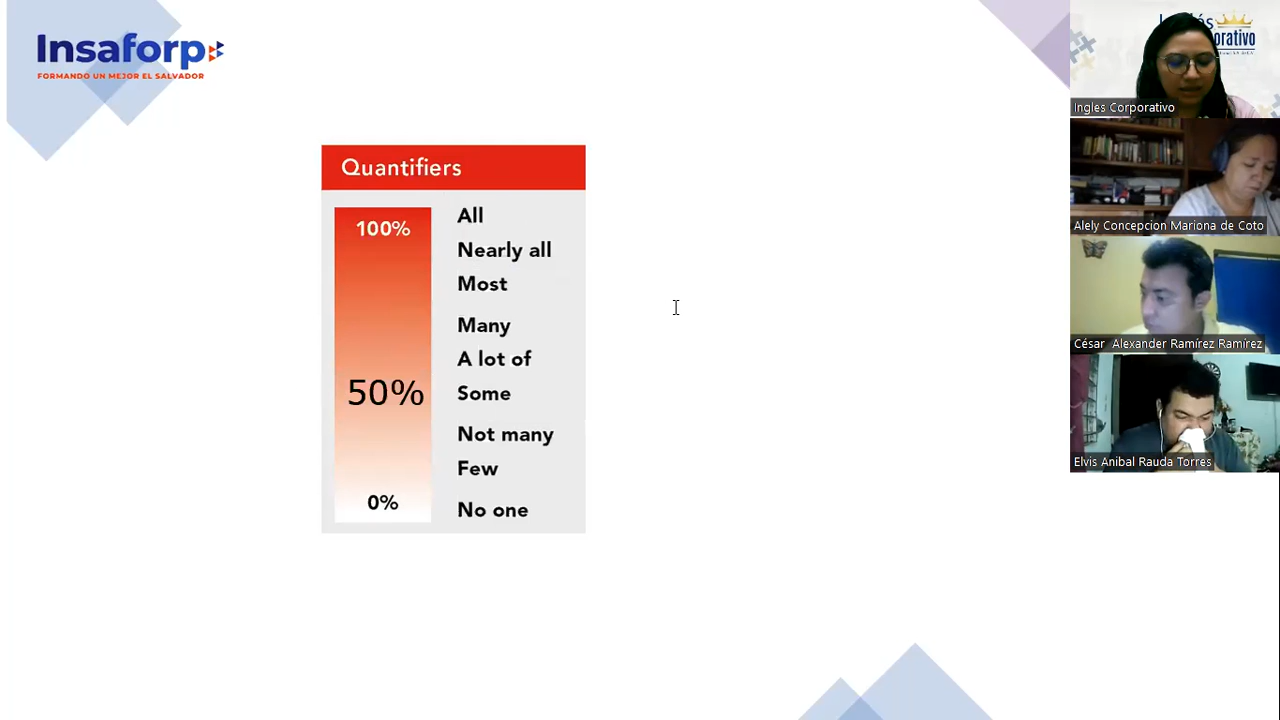 Insaforp
FORMANDO UN MEJOR EL SALVADOR
Quantifiers
100%
All
Nearly all
Most
Many
A lot of
50%
Some
Not many
Few
0%
No one
Ingles Corporativo
Alely Concepcion Mariona de Coto
César Alexander Ramírez Ramírez
Elvis Anibal Rauda Torres